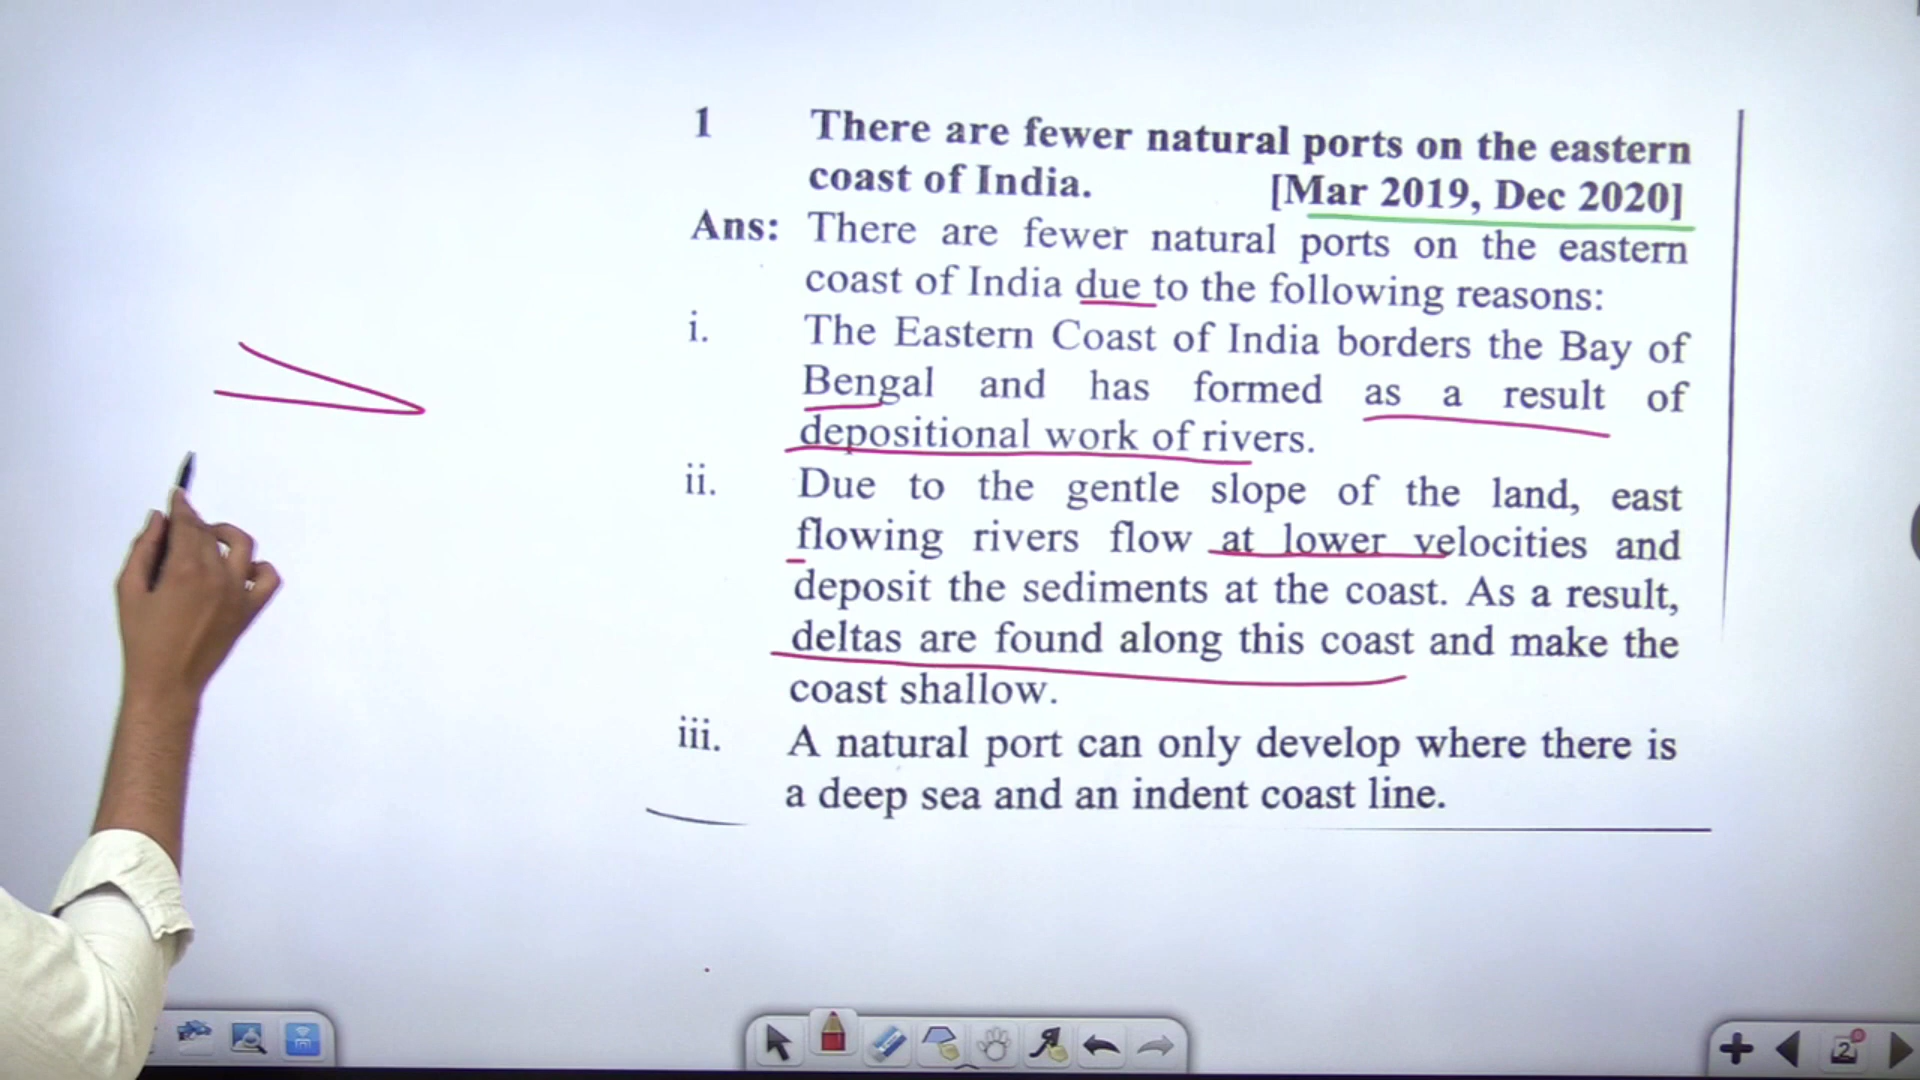 1 There are fewer natural ports on the eastern
coast of India. [Mar 2019, Dec 2020]
Ans: There are fewer natural ports on the eastern
coast of India due to the following reasons:
i. The Eastern Coast of India borders the Bay of
Bengal and has formed as a result of
depositional work of rivers.
ii. Due to the gentle slope of the land, east
flowing rivers flow at lower velocities and
deposit the sediments at the coast. As a result,
deltas are found along this coast and make the
coast shallow.
iii. A natural port can only develop where there is
a deep sea and an indent coast line.
2